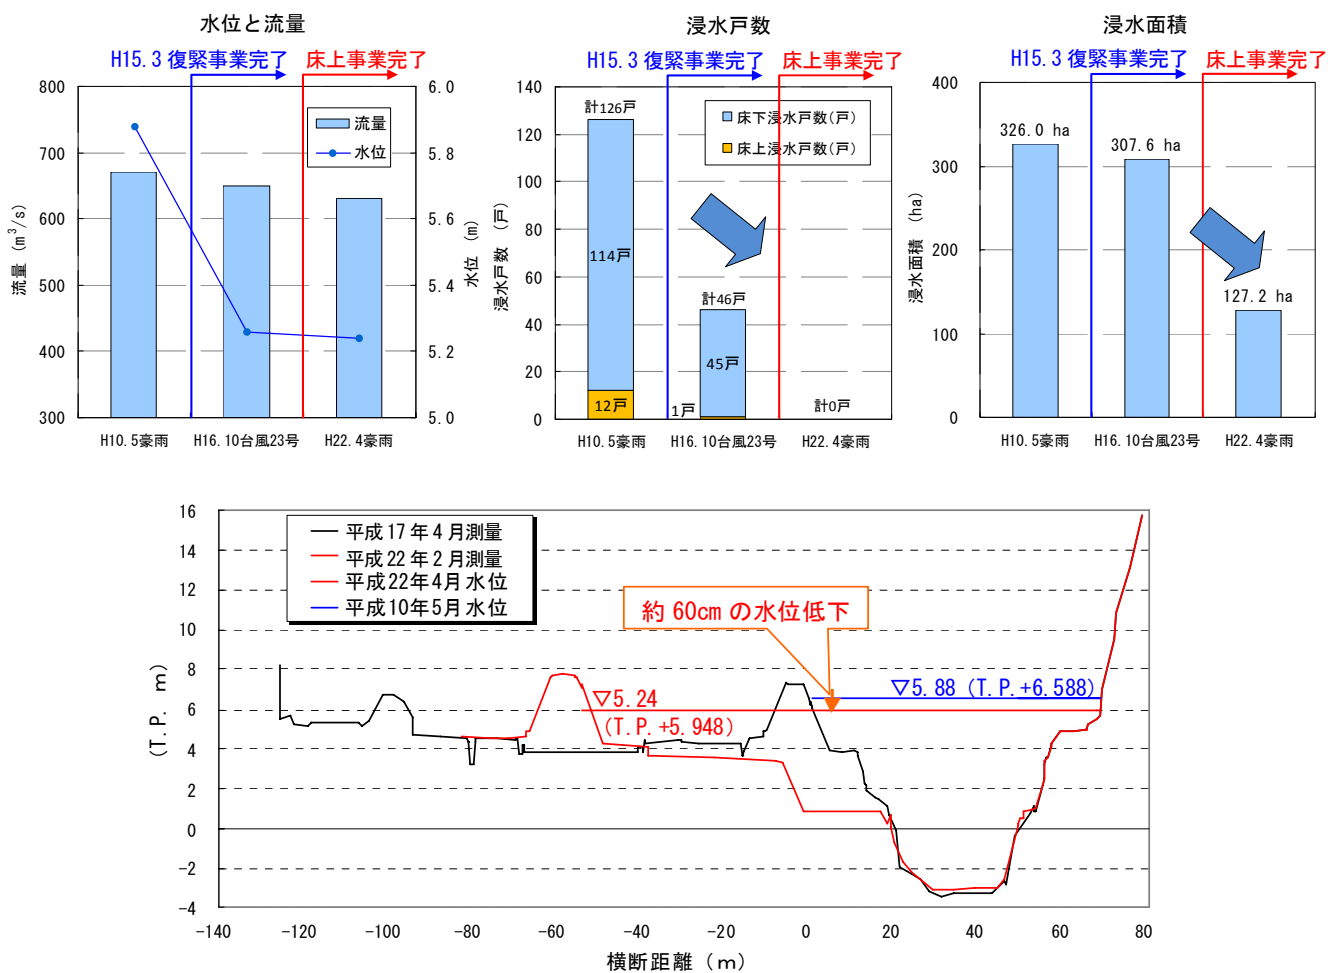 水位と流量
H15.3 復緊事業完了
床上事業完了
800
700
600
500
400
300
流量 (m³/s)
6.0
5.8
5.6
5.4
5.2
5.0
水位 (m)
流量
水位
H10.5豪雨
H16.10台風23号
H22.4豪雨
浸水戸数
H15.3 復緊事業完了
床上事業完了
140
120
100
80
60
40
20
0
浸水戸数 (戸)
床下浸水戸数(戸)
床上浸水戸数(戸)
計126戸
114戸
12戸
計46戸
45戸
1戸
計0戸
H10.5豪雨
H16.10台風23号
H22.4豪雨
浸水面積
H15.3 復緊事業完了
床上事業完了
400
300
200
100
0
浸水面積 (ha)
326.0 ha
307.6 ha
127.2 ha
H10.5豪雨
H16.10台風23号
H22.4豪雨
16
14
12
10
8
6
4
2
0
-2
-4
(T.P. m)
平成17年4月測量
平成22年2月測量
平成22年4月水位
平成10年5月水位
約60cmの水位低下
▽5.88 (T.P.+6.588)
▽5.24
(T.P.+5.948)
-140
-120
-100
-80
-60
-40
-20
0
20
40
60
80
横断距離 (m)